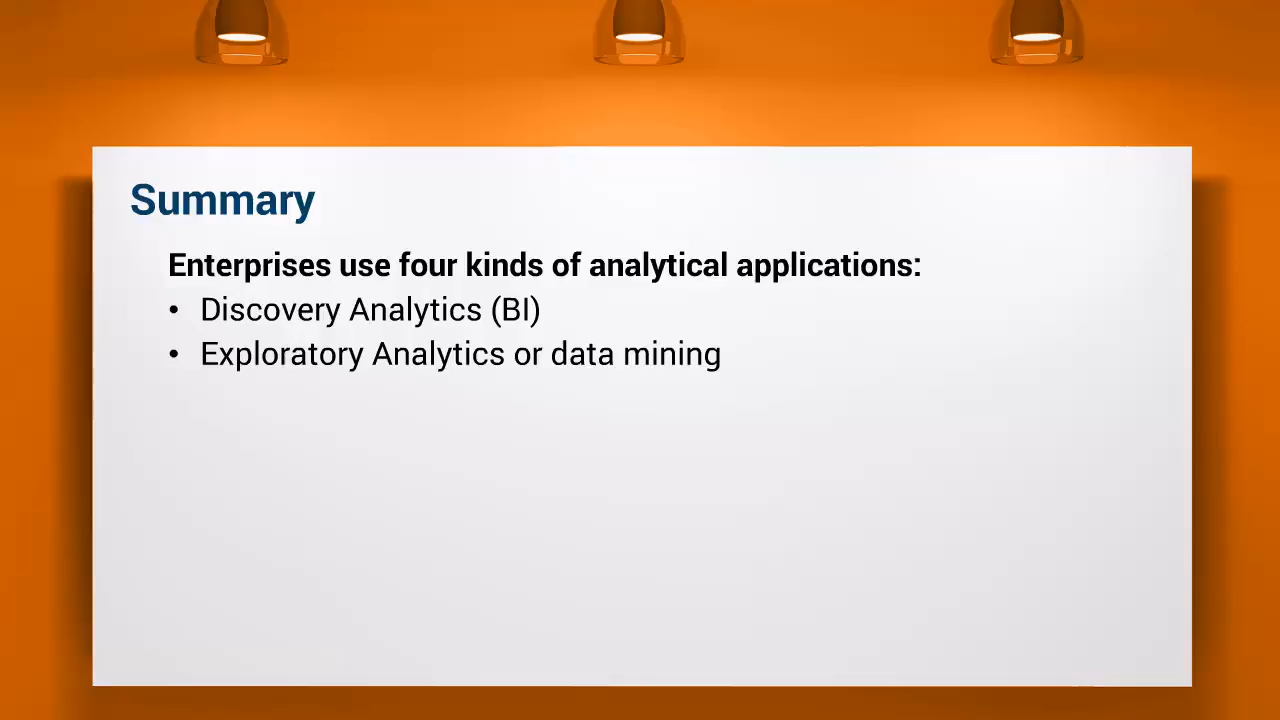 Summary
Enterprises use four kinds of analytical applications:
• Discovery Analytics (BI)
• Exploratory Analytics or data mining